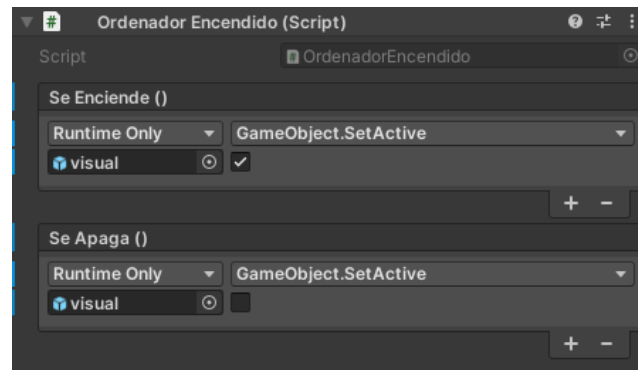 # Ordenador Encendido (Script)
Script OrdenadorEncendido
Se Enciende ()
Runtime Only GameObject.SetActive
visual
+ −
Se Apaga ()
Runtime Only GameObject.SetActive
visual
+ −